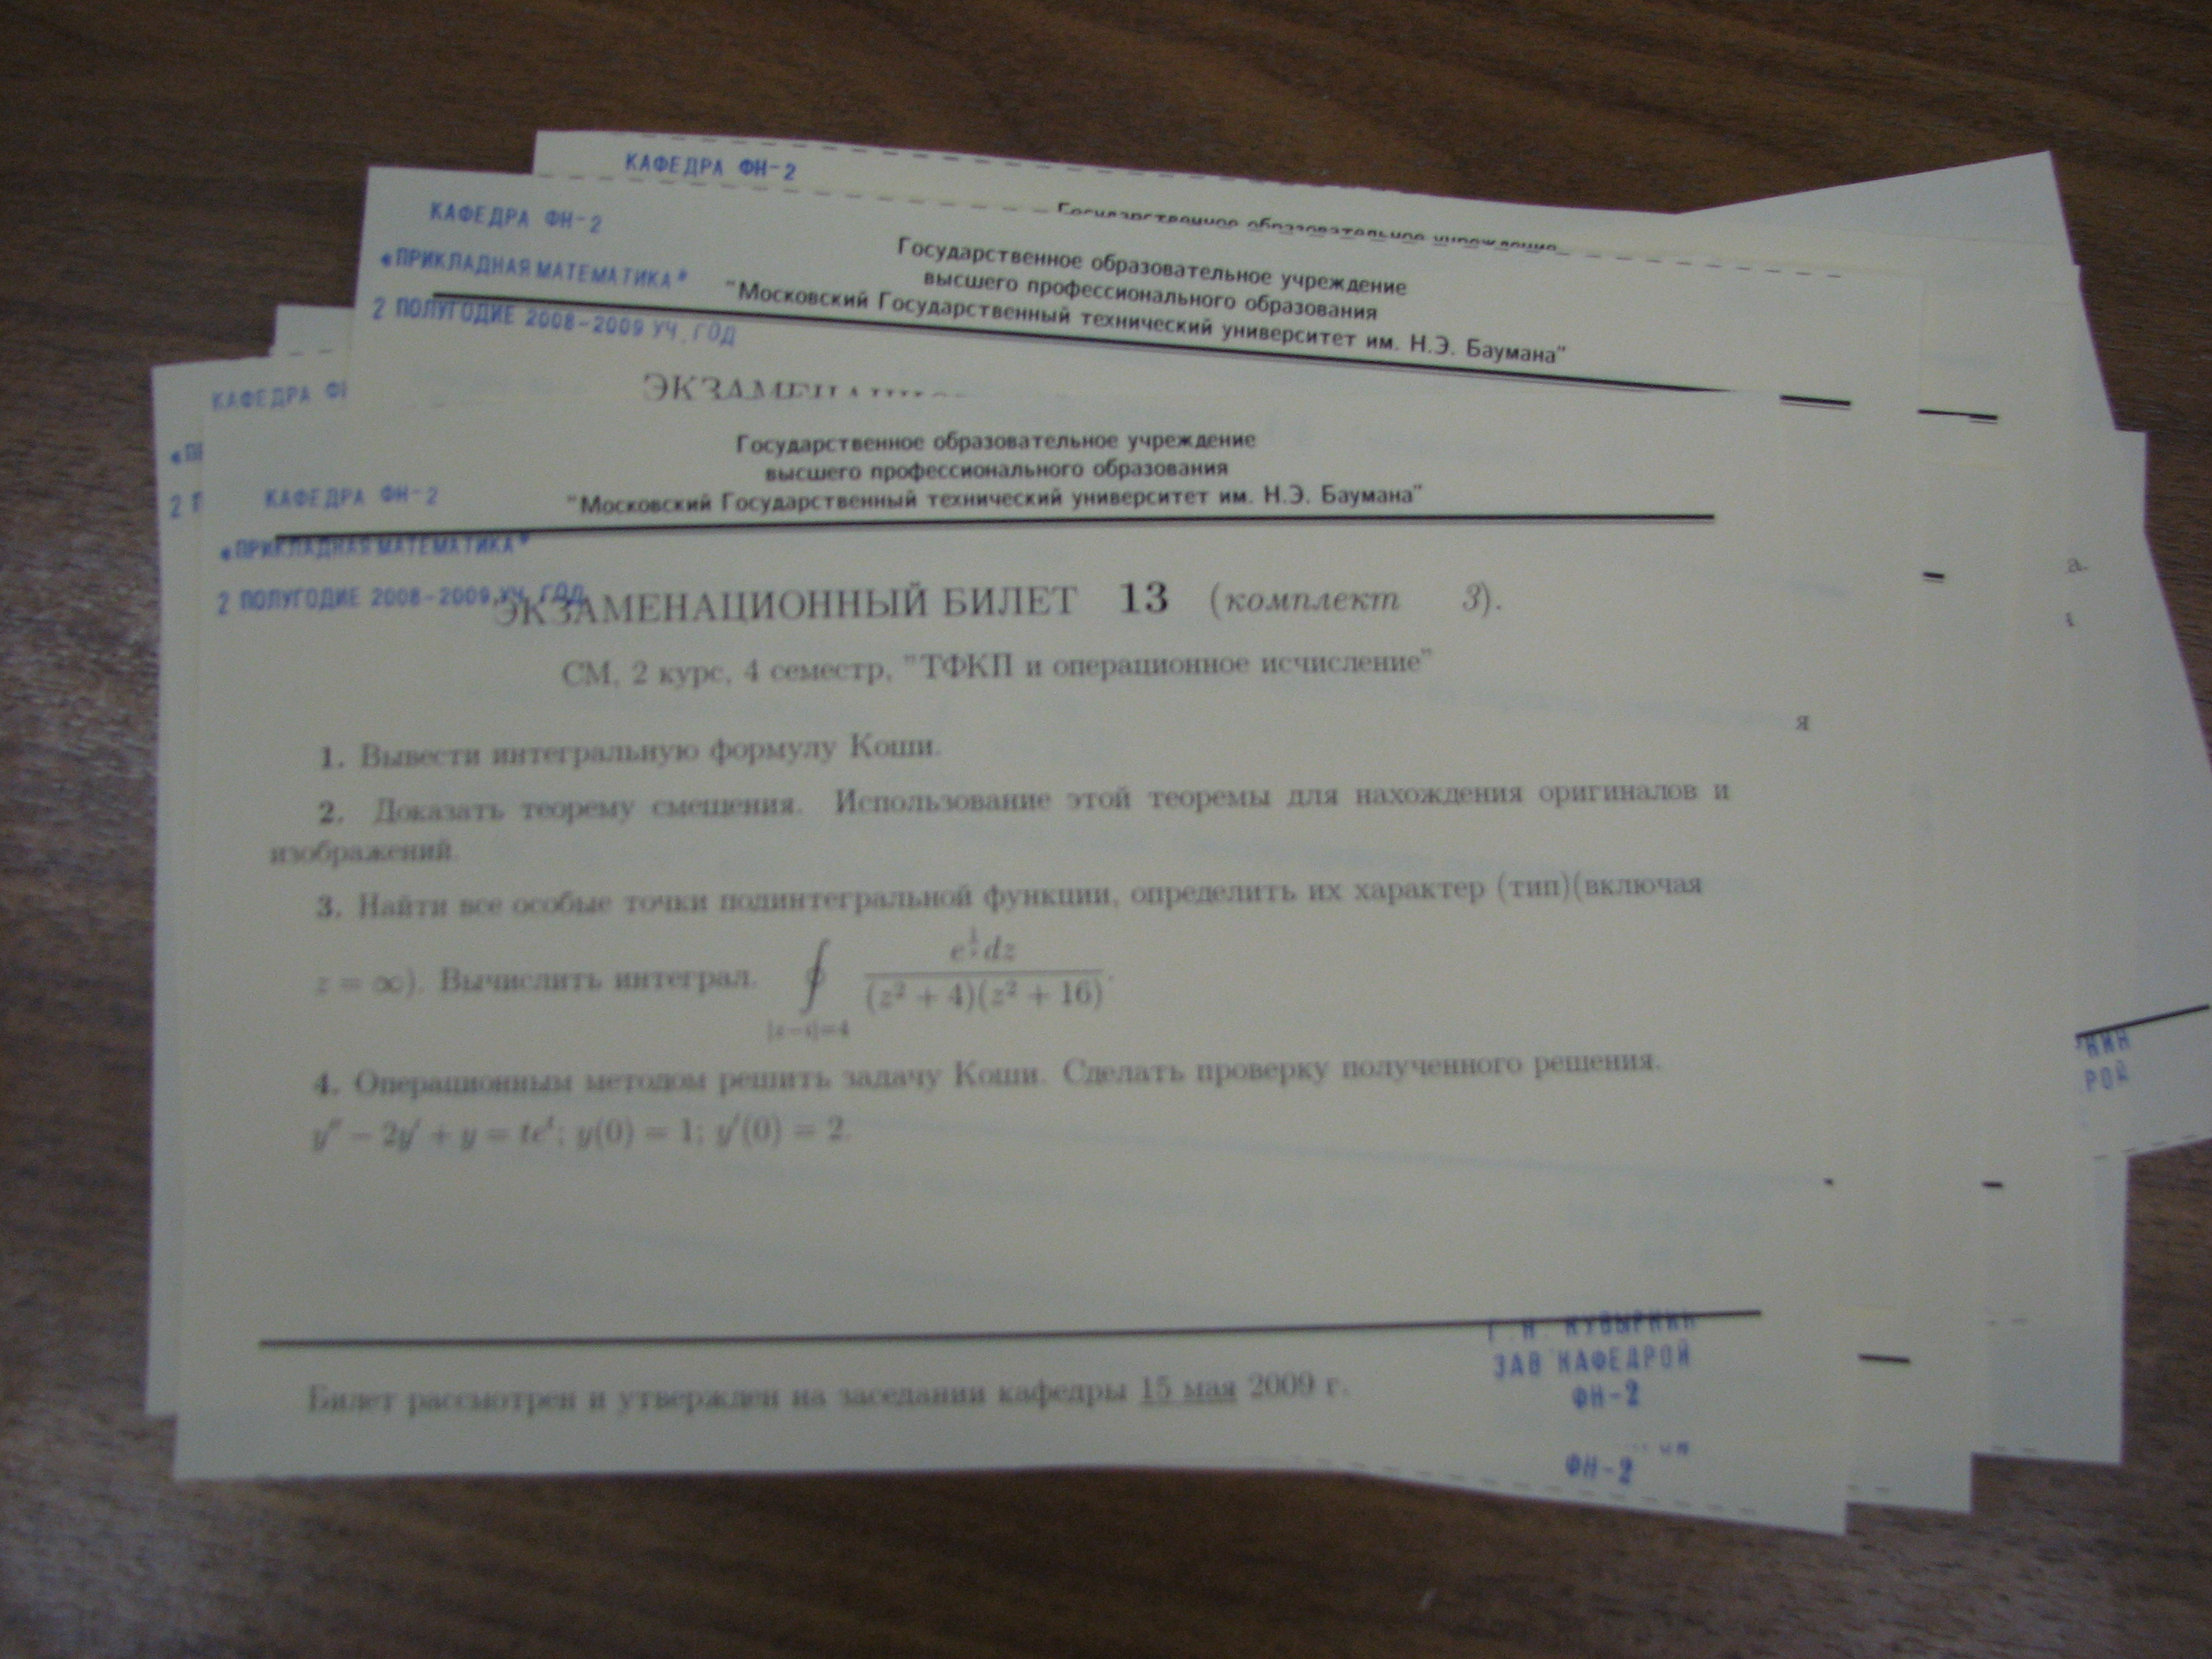 КАФЕДРА ФН-2
Государственное образовательное учреждение
КАФЕДРА ФН-2
«ПРИКЛАДНАЯ МАТЕМАТИКА»
2 ПОЛУГОДИЕ 2008-2009 УЧ. ГОД
Государственное образовательное учреждение
высшего профессионального образования
"Московский Государственный технический университет им. Н.Э. Баумана"
КАФЕДРА
КАФЕДРА ФН-2
«ПРИКЛАДНАЯ МАТЕМАТИКА»
2 ПОЛУГОДИЕ 2008-2009 УЧ. ГОД
Государственное образовательное учреждение
высшего профессионального образования
"Московский Государственный технический университет им. Н.Э. Баумана"
ЭКЗАМЕНАЦИОННЫЙ БИЛЕТ 13 (комплект 3).
СМ, 2 курс, 4 семестр, "ТФКП и операционное исчисление"
1. Вывести интегральную формулу Коши.
2. Доказать теорему смещения. Использование этой теоремы для нахождения оригиналов и
изображений.
3. Найти все особые точки подинтегральной функции, определить их характер (тип)(включая
z = ∞). Вычислить интеграл. ∮ |z−i|=4 e^{1/z} dz / (z² + 4)(z² + 16).
4. Операционным методом решить задачу Коши. Сделать проверку полученного решения.
y″ − 2y′ + y = te^t; y(0) = 1; y′(0) = 2.
Г. Н. КУВЫРКИН
ЗАВ КАФЕДРОЙ
ФН-2
Билет рассмотрен и утвержден на заседании кафедры 15 мая 2009 г.
ФН-2